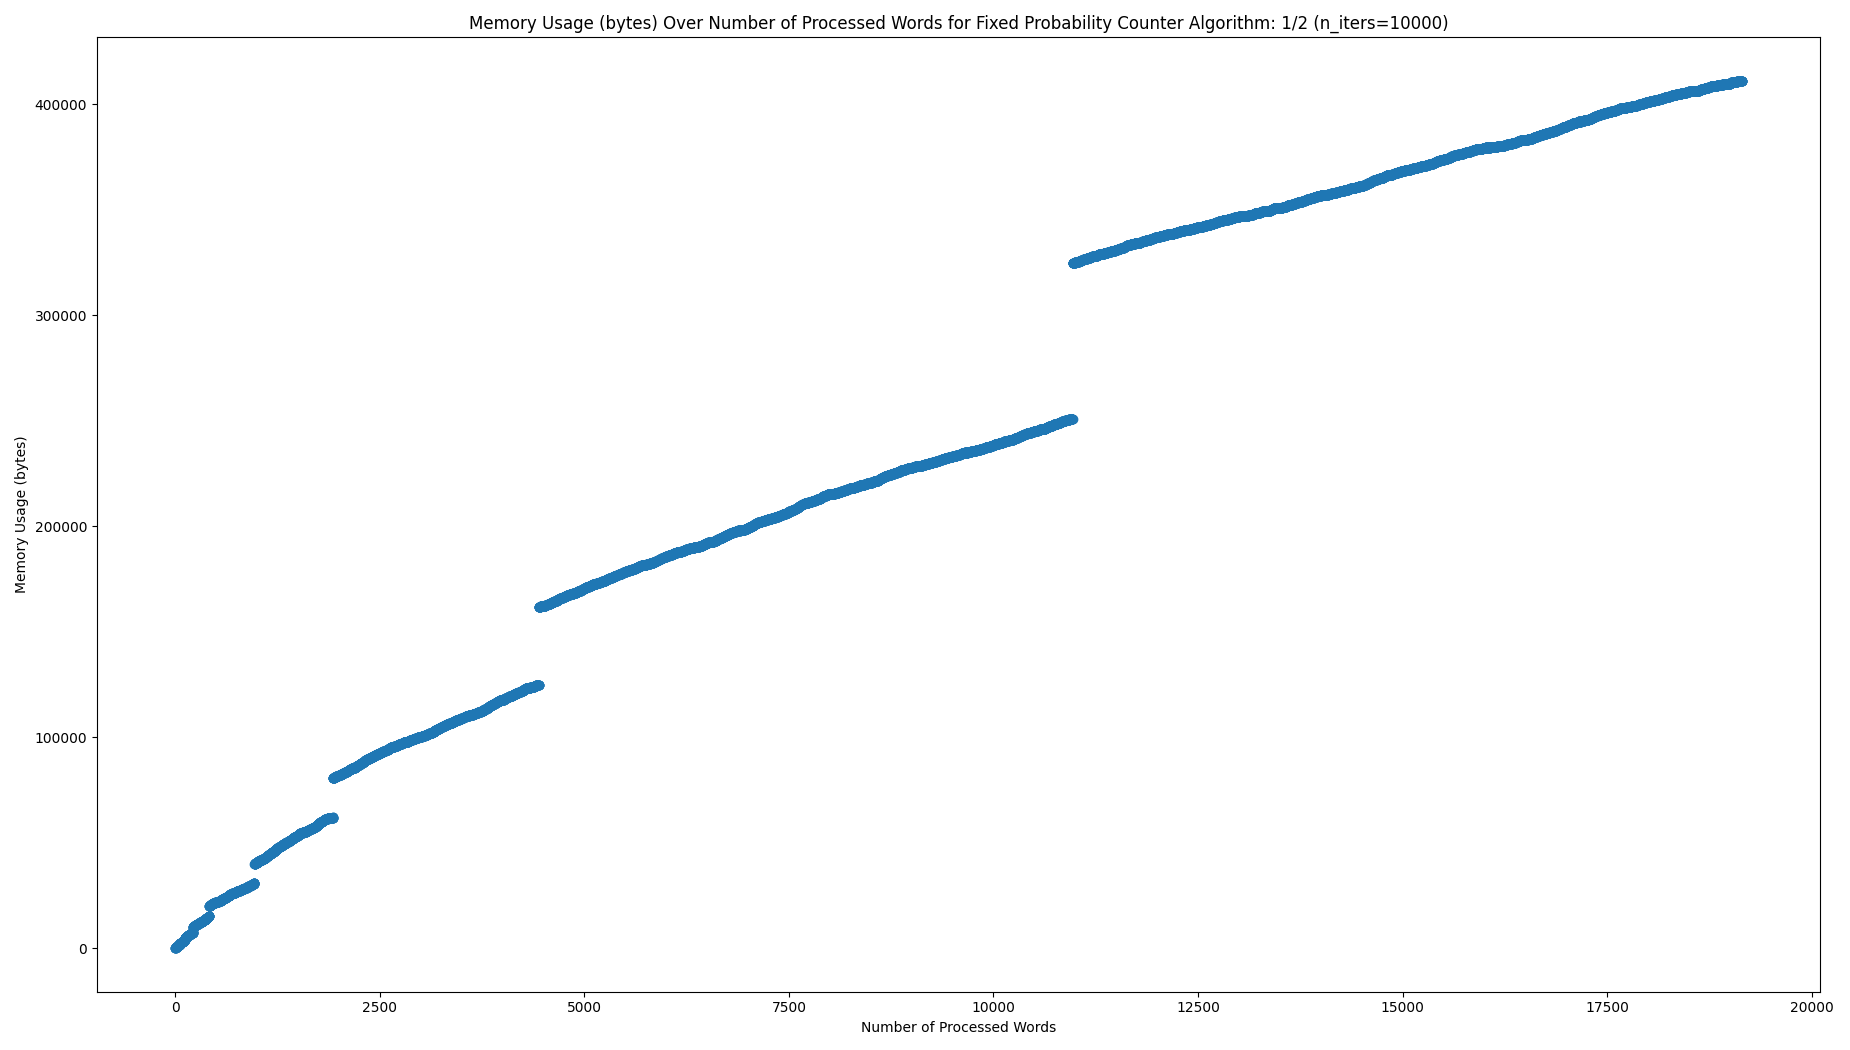 Memory Usage (bytes) Over Number of Processed Words for Fixed Probability Counter Algorithm: 1/2 (n_iters=10000)
Memory Usage (bytes)
400000
300000
200000
100000
0
0 2500 5000 7500 10000 12500 15000 17500 20000
Number of Processed Words